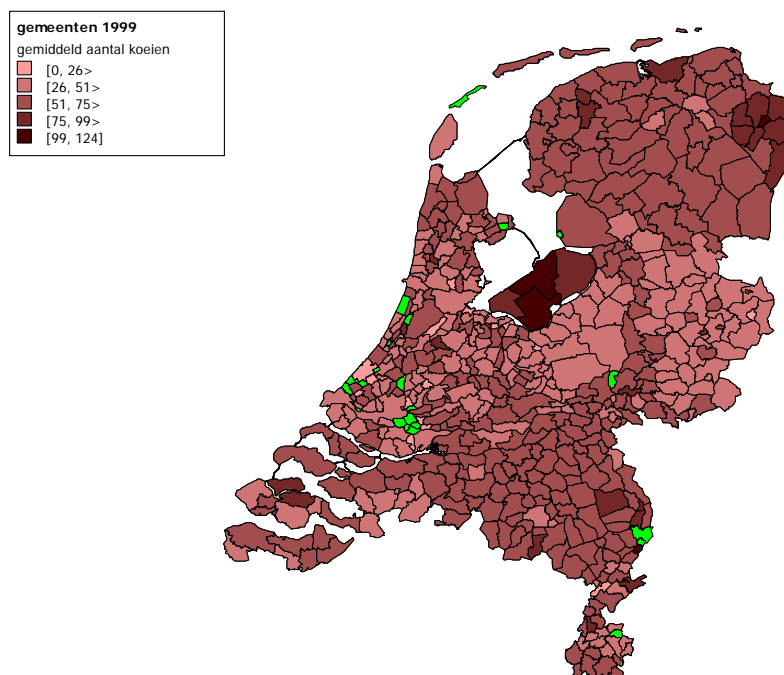 gemeenten 1999
gemiddeld aantal koeien
[0, 26>
[26, 51>
[51, 75>
[75, 99>
[99, 124]